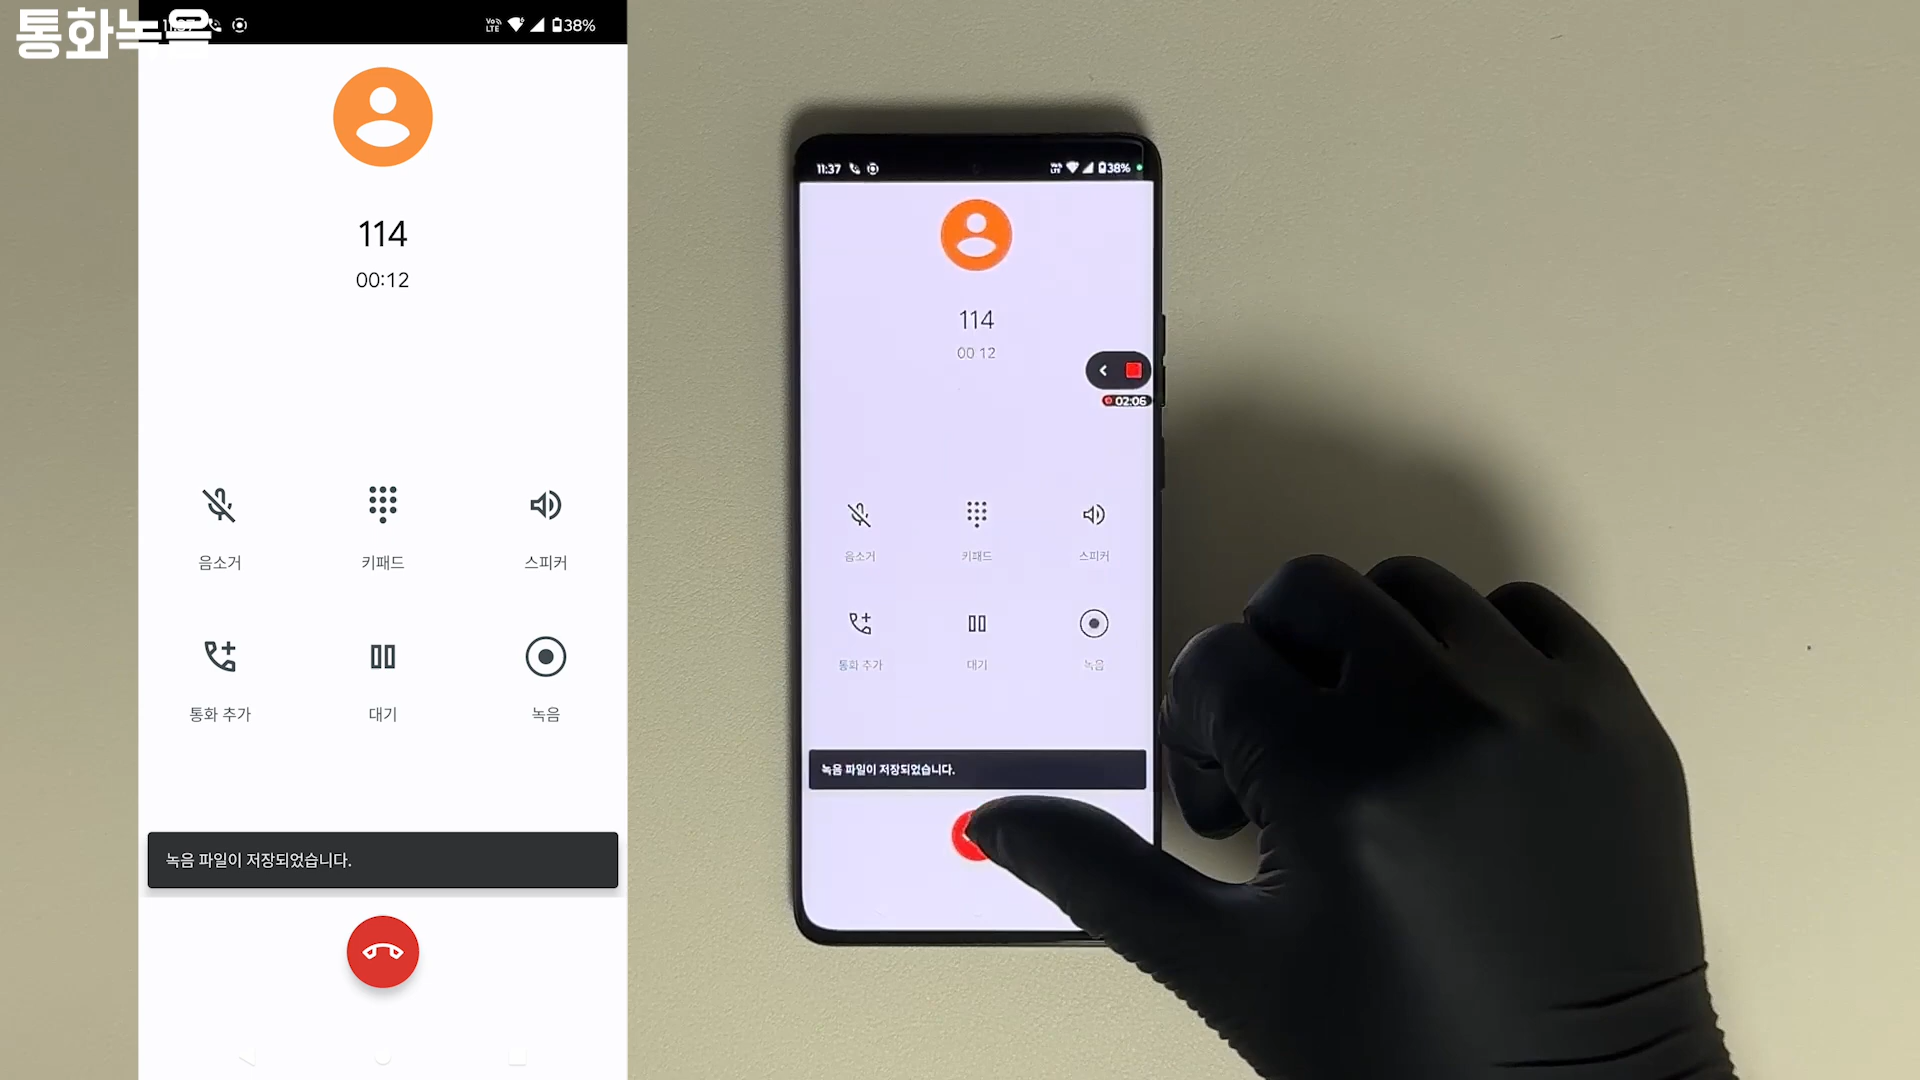 통화녹음
38%
114
00:12
음소거
키패드
스피커
통화 추가
대기
녹음
녹음 파일이 저장되었습니다.
11:37
38%
114
00 12
02:06
음소거
키패드
스피커
통화 추가
대기
녹음
녹음 파일이 저장되었습니다.